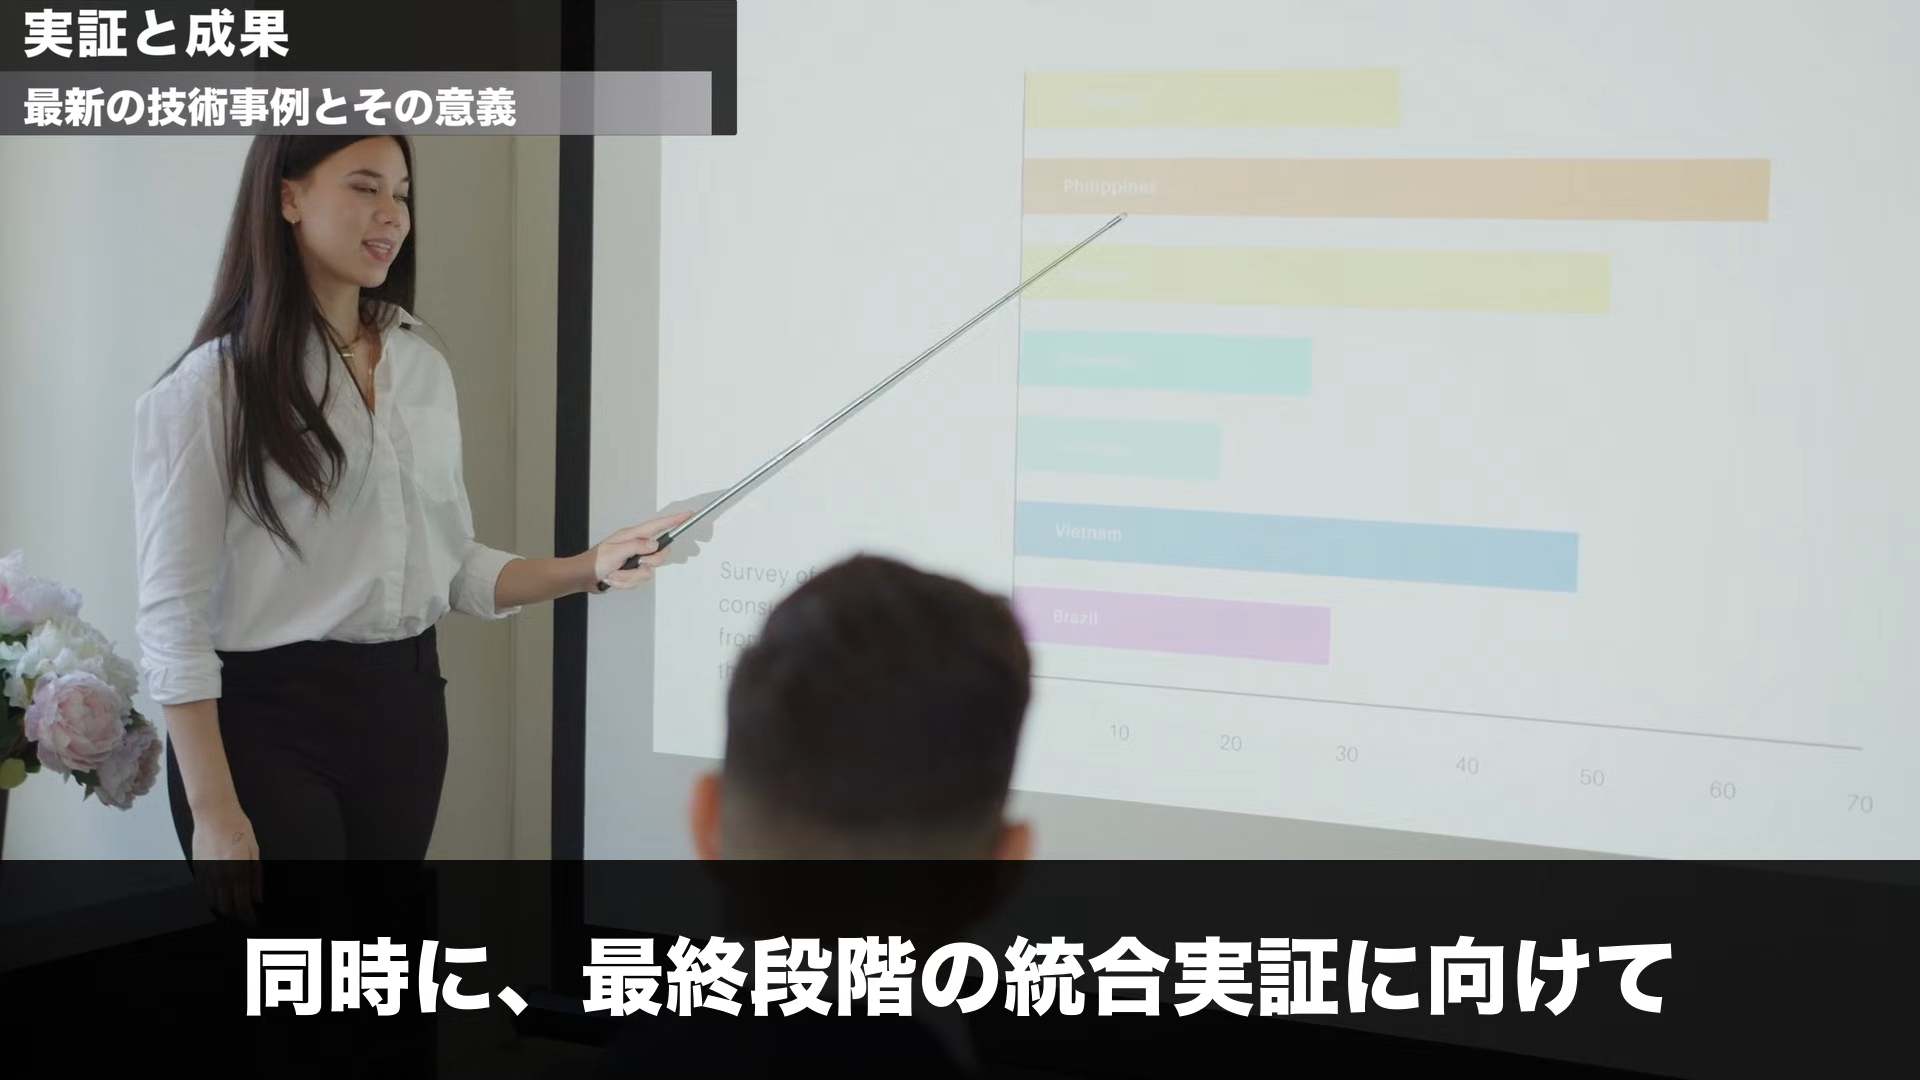 実証と成果
最新の技術事例とその意義
Philippines
Vietnam
Brazil
Survey of
10 20 30 40 50 60 70
同時に、最終段階の統合実証に向けて